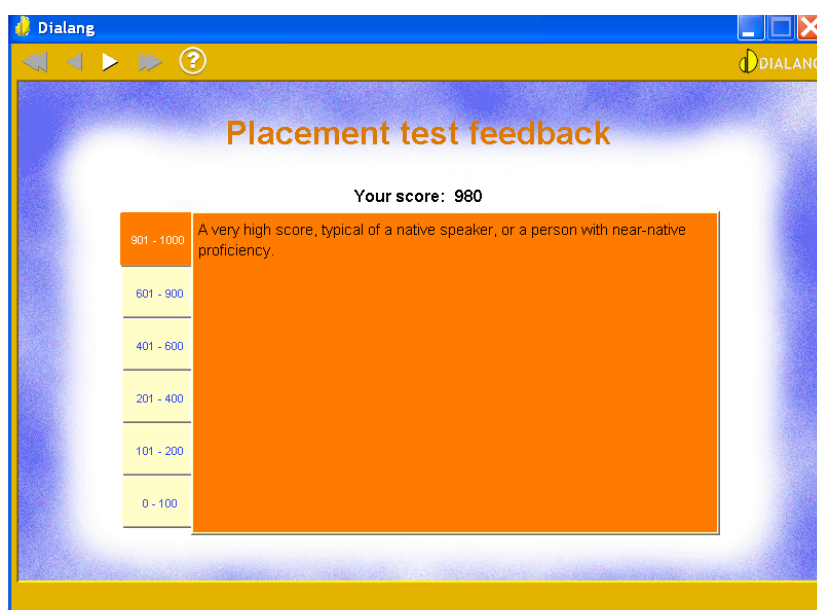 Dialang
?
DIALANG
Placement test feedback
Your score: 980
901 - 1000
A very high score, typical of a native speaker, or a person with near-native
proficiency.
601 - 900
401 - 600
201 - 400
101 - 200
0 - 100